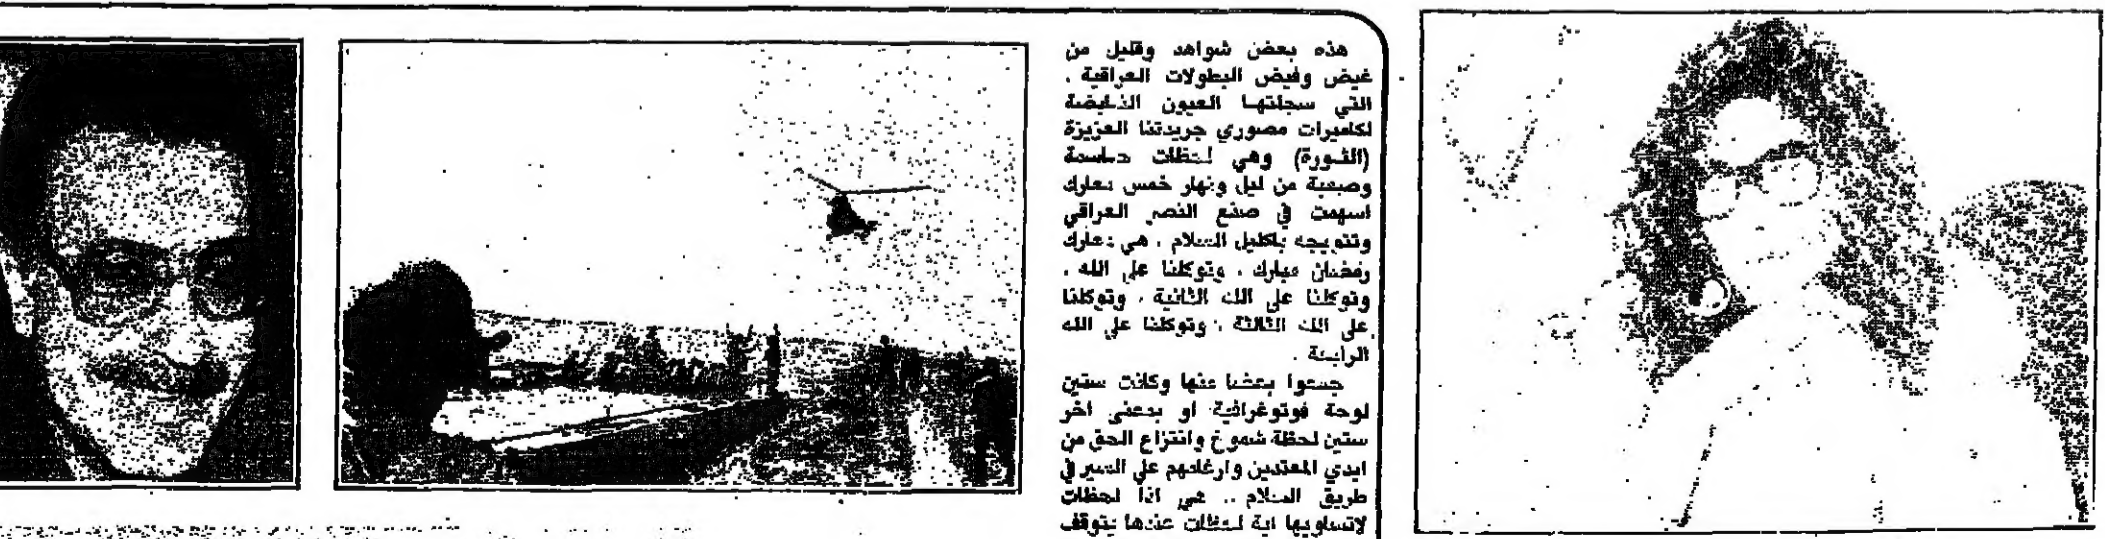 هذه بعض شواهد وقليل من
غيض وفيض البطولات العراقية .
التي سجلتها العيون النابضة
لكاميرات مصوري جريدتنا العزيزة
(الثورة) وهي لحظات حاسمة
وصعبة من ليل ونهار خمس معارك
اسهمت في صنع النصر العراقي
وتتويجه باكليل السلام ، هي معارك
رمضان مبارك ، وتوكلنا على الله ،
وتوكلنا على الله الثانية ، وتوكلنا
على الله الثالثة ، وتوكلنا على الله
الرابعة .
جمعوا بعضا منها وكانت ستين
لوحة فوتوغرافية او بمعنى اخر
ستين لحظة شموخ وانتزاع الحق من
ايدي المعتدين وارغامهم على السير في
طريق السلام .. هي اذا لحظات
لاتساويها اية لحظات عندها يتوقف